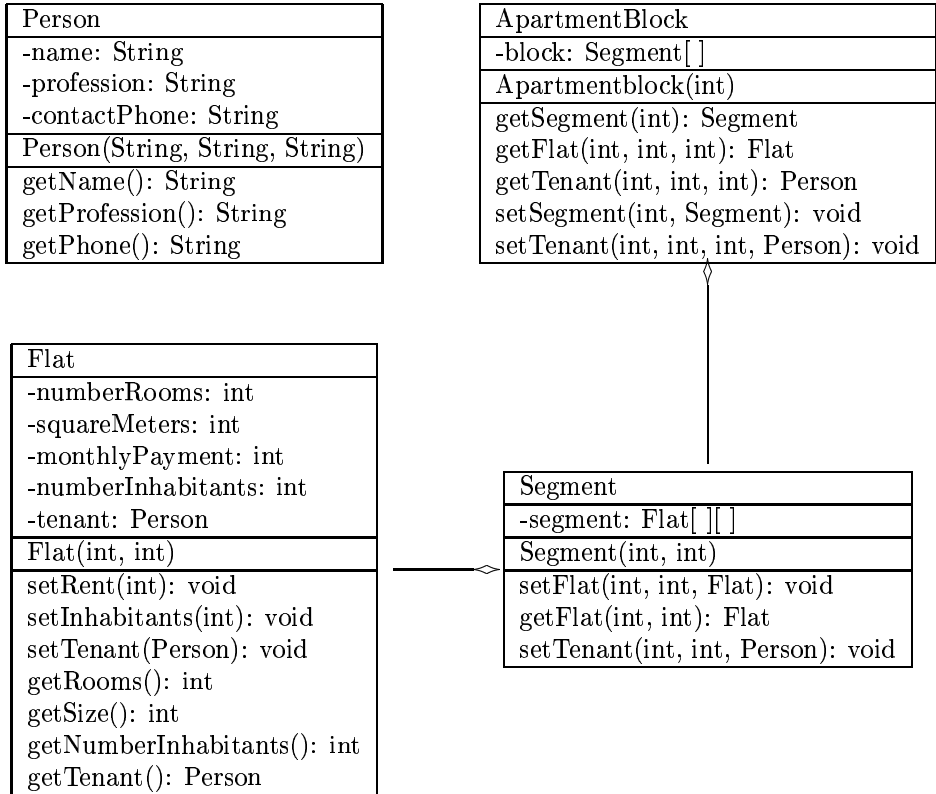 Person
-name: String
-profession: String
-contactPhone: String
Person(String, String, String)
getName(): String
getProfession(): String
getPhone(): String
ApartmentBlock
-block: Segment[ ]
Apartmentblock(int)
getSegment(int): Segment
getFlat(int, int, int): Flat
getTenant(int, int, int): Person
setSegment(int, Segment): void
setTenant(int, int, int, Person): void
Flat
-numberRooms: int
-squareMeters: int
-monthlyPayment: int
-numberInhabitants: int
-tenant: Person
Flat(int, int)
setRent(int): void
setInhabitants(int): void
setTenant(Person): void
getRooms(): int
getSize(): int
getNumberInhabitants(): int
getTenant(): Person
Segment
-segment: Flat[ ][ ]
Segment(int, int)
setFlat(int, int, Flat): void
getFlat(int, int): Flat
setTenant(int, int, Person): void